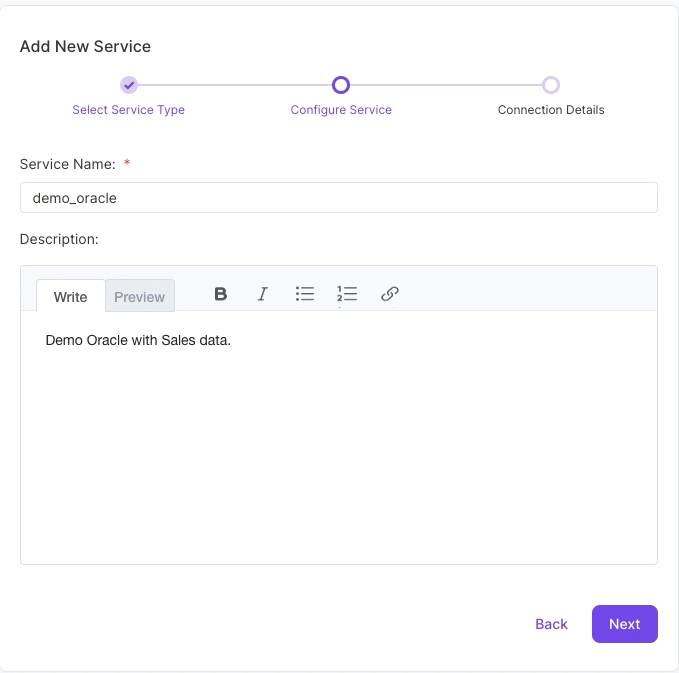 Add New Service
Select Service Type
Configure Service
Connection Details
Service Name: *
demo_oracle
Description:
Write Preview B I
Demo Oracle with Sales data.
Back Next